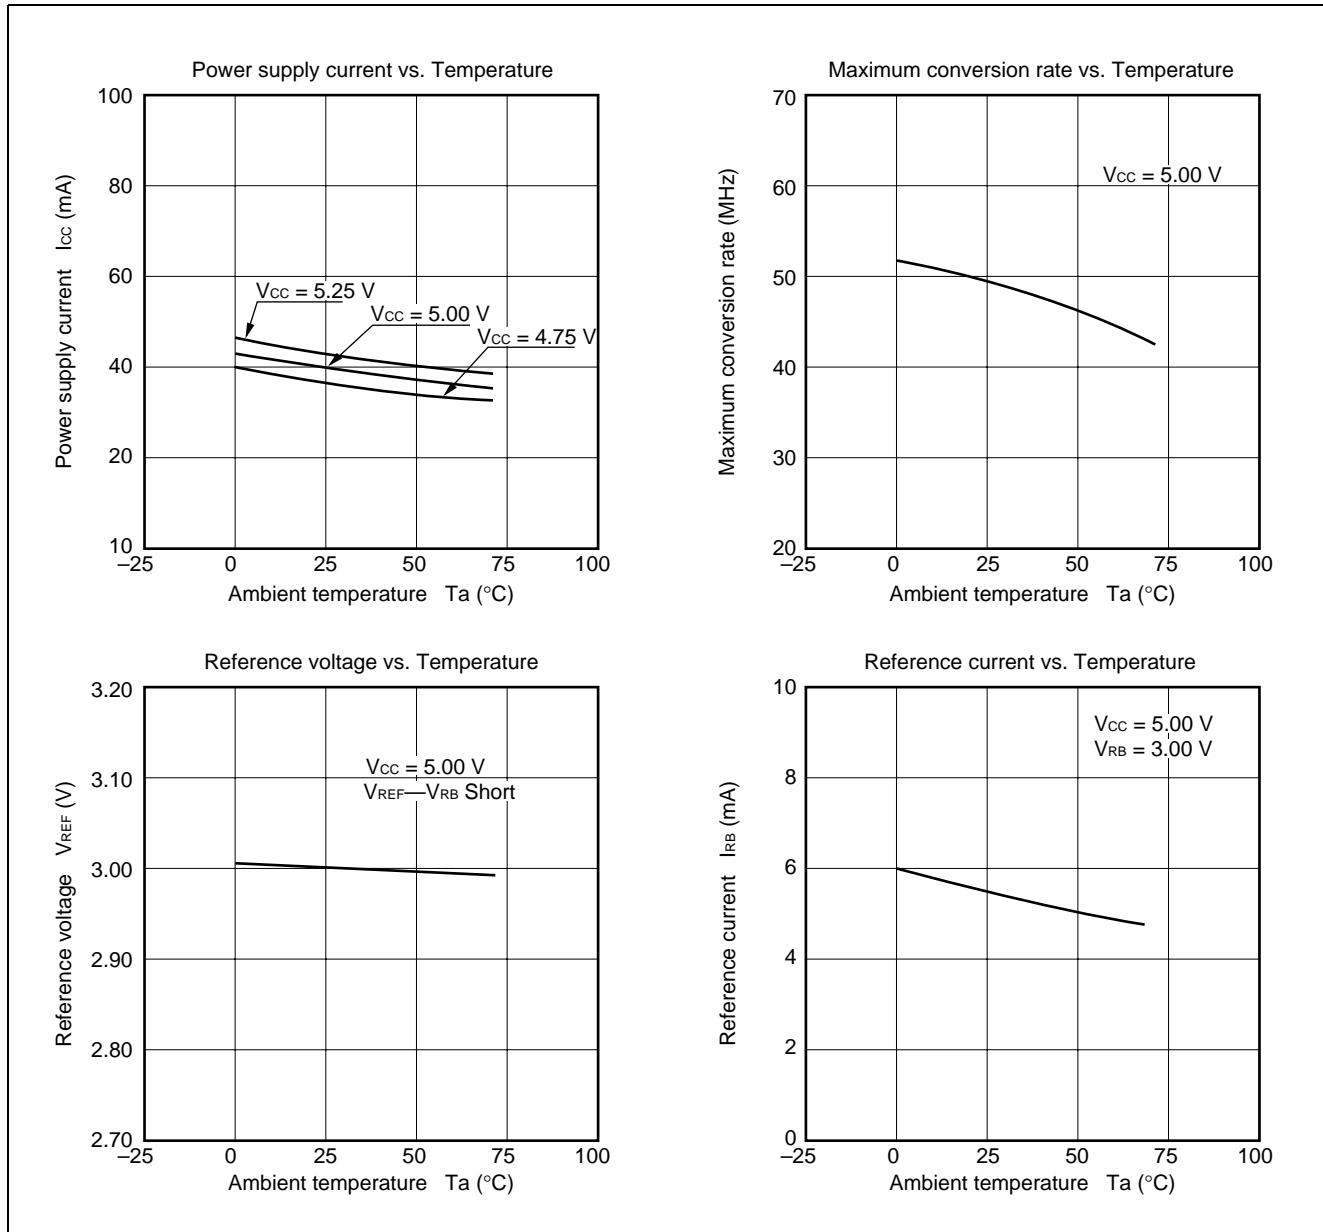 Power supply current vs. Temperature
100
80
60
40
20
10
Power supply current ICC (mA)
VCC = 5.25 V
VCC = 5.00 V
VCC = 4.75 V
–25 0 25 50 75 100
Ambient temperature Ta (°C)
Maximum conversion rate vs. Temperature
70
60
50
40
30
20
Maximum conversion rate (MHz)
VCC = 5.00 V
–25 0 25 50 75 100
Ambient temperature Ta (°C)
Reference voltage vs. Temperature
3.20
3.10
3.00
2.90
2.80
2.70
Reference voltage VREF (V)
VCC = 5.00 V
VREF—VRB Short
–25 0 25 50 75 100
Ambient temperature Ta (°C)
Reference current vs. Temperature
10
8
6
4
2
0
Reference current IRB (mA)
VCC = 5.00 V
VRB = 3.00 V
–25 0 25 50 75 100
Ambient temperature Ta (°C)